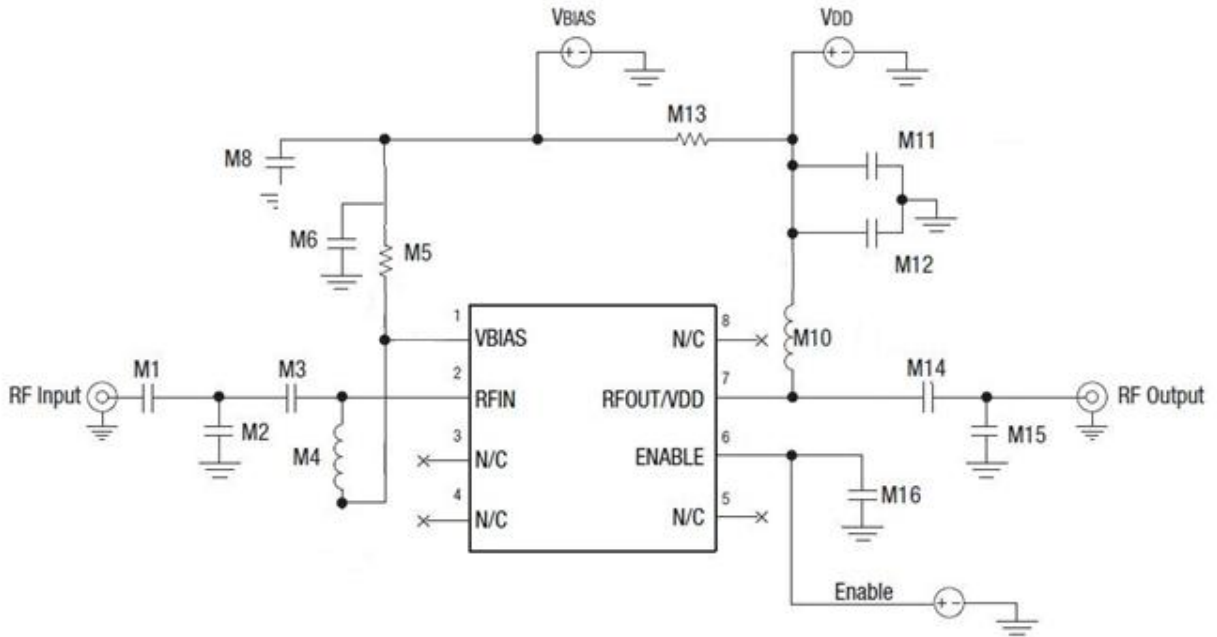 VBIAS
VDD
M13
M8
M11
M6
M5
M12
1
VBIAS
8
N/C
M10
M1
M3
2
7
M14
RF Input
RFIN
RFOUT/VDD
RF Output
M2
M4
3
N/C
6
ENABLE
M15
4
N/C
5
N/C
M16
Enable